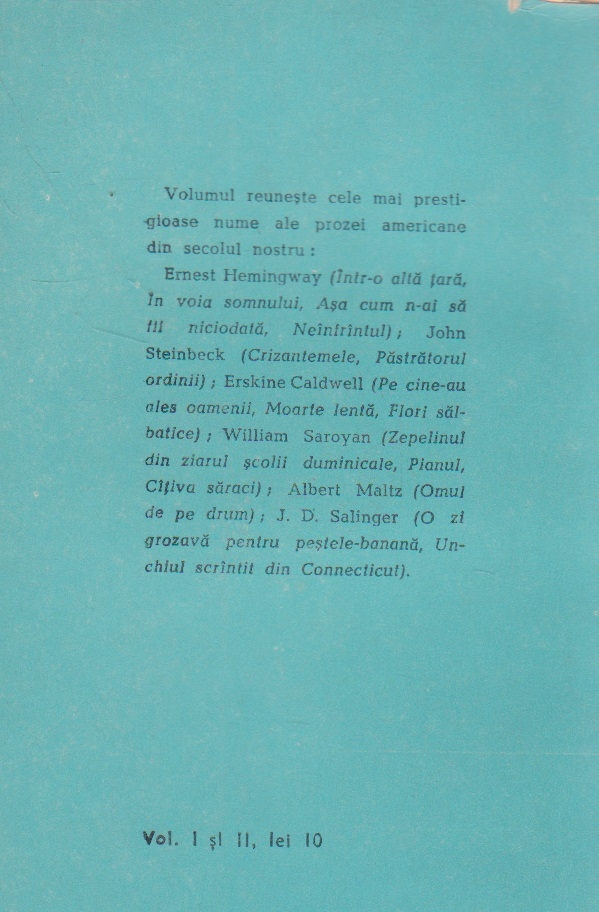 Volumul reunește cele mai presti-
gioase nume ale prozei americane
din secolul nostru :
Ernest Hemingway (Într-o altă țară,
În voia somnului, Așa cum n-ai să
fii niciodată, Neînfrîntul) ; John
Steinbeck (Crizantemele, Păstrătorul
ordinii) ; Erskine Caldwell (Pe cine-au
ales oamenii, Moarte lentă, Flori săl-
batice) ; William Saroyan (Zepelinul
din ziarul școlii duminicale, Pianul,
Cîțiva săraci) ; Albert Maltz (Omul
de pe drum) ; J. D. Salinger (O zi
grozavă pentru peștele-banană, Un-
chiul scrîntit din Connecticut).
Vol. I și II, lei 10